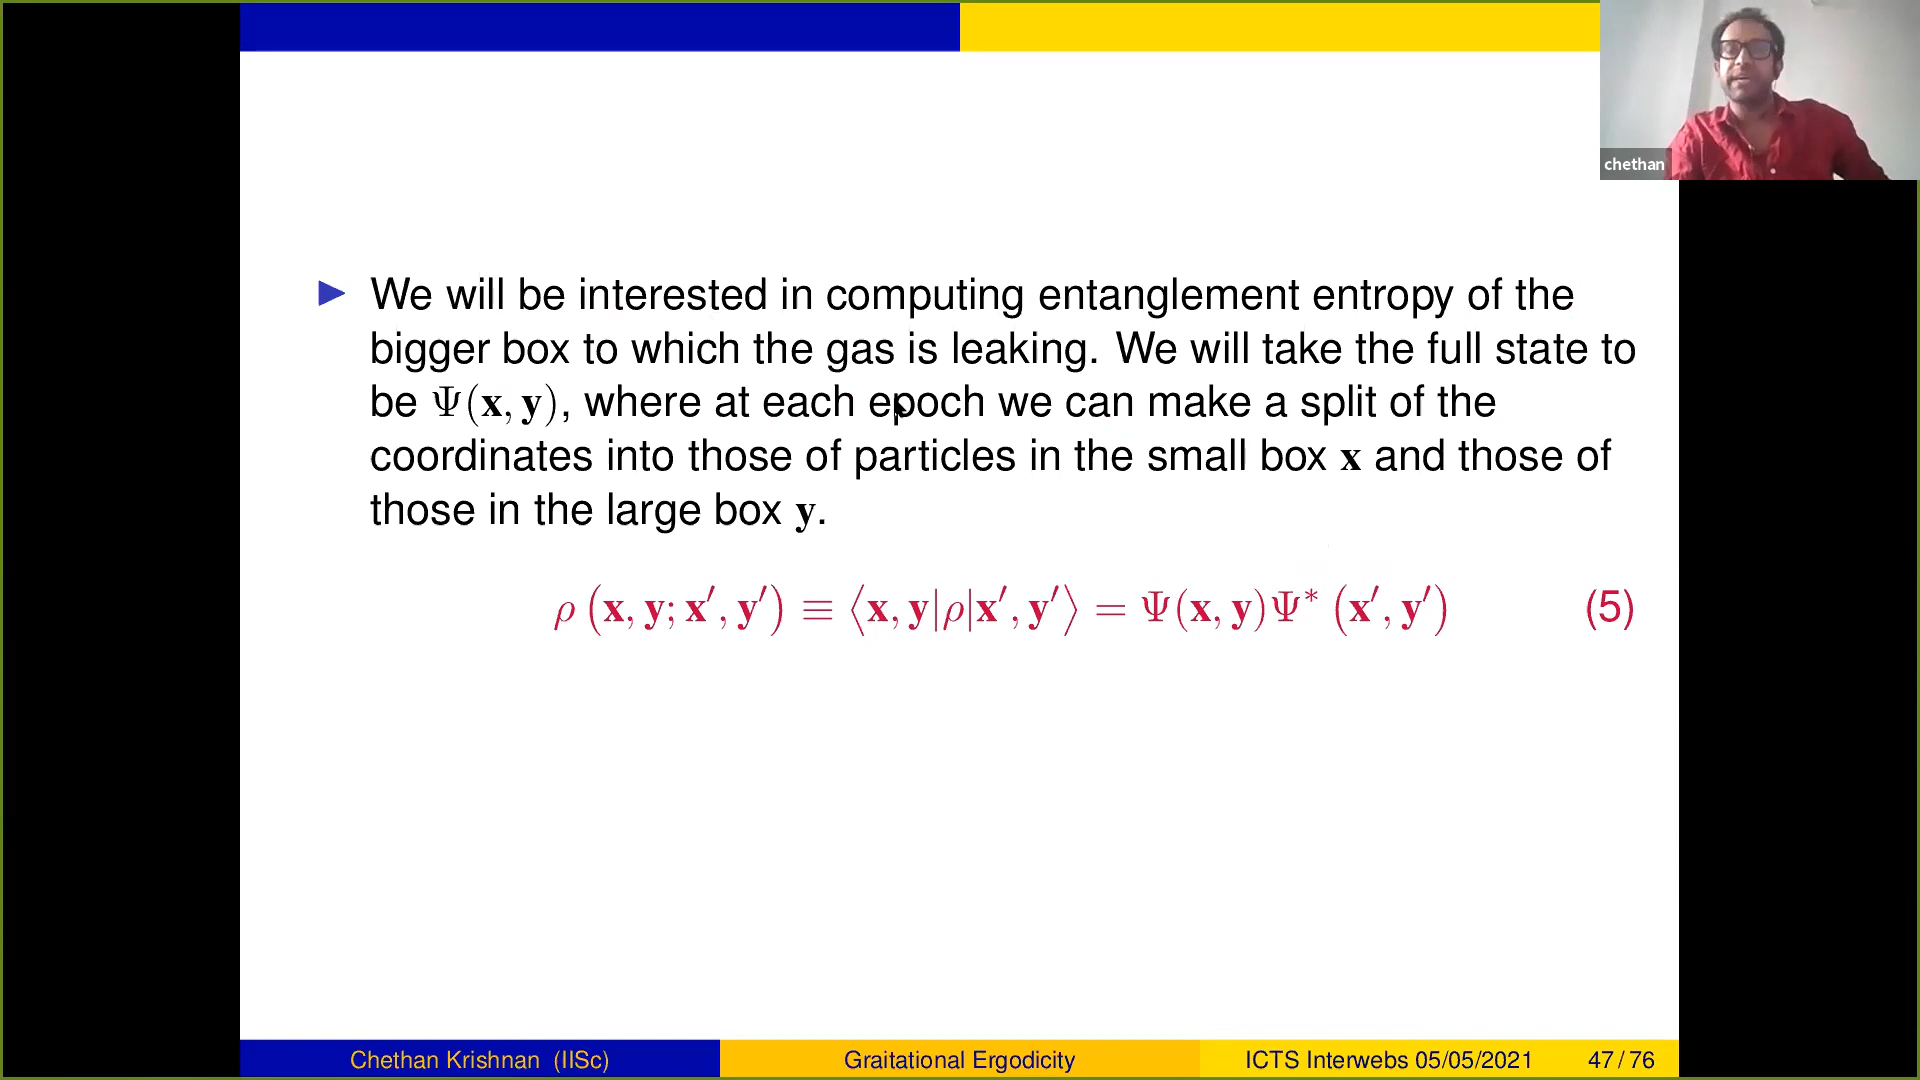 chethan
▶ We will be interested in computing entanglement entropy of the
bigger box to which the gas is leaking. We will take the full state to
be Ψ(x, y), where at each epoch we can make a split of the
coordinates into those of particles in the small box x and those of
those in the large box y.
ρ (x, y; x′, y′) ≡ ⟨x, y|ρ|x′, y′⟩ = Ψ(x, y)Ψ* (x′, y′) (5)
Chethan Krishnan (IISc) Graitational Ergodicity ICTS Interwebs 05/05/2021 47 / 76